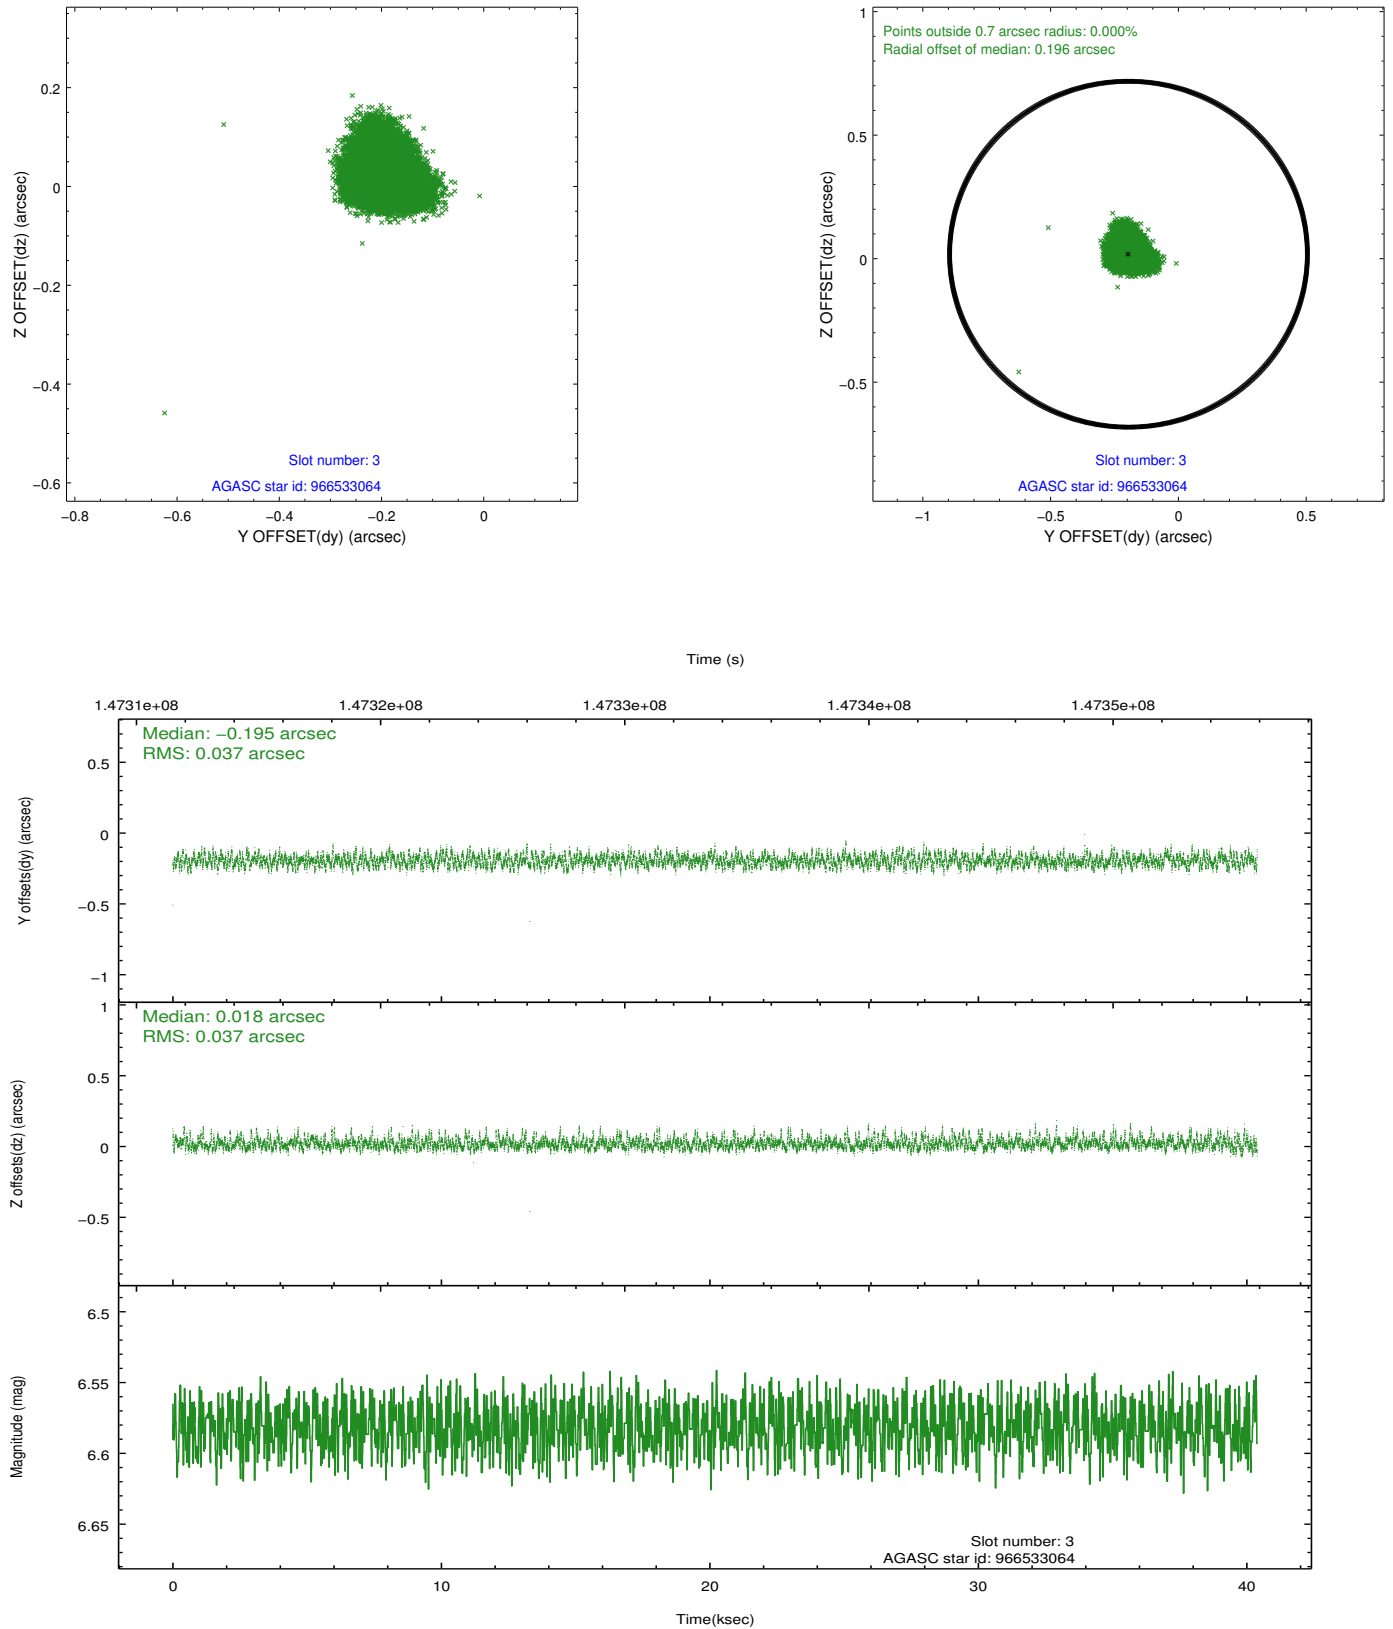 0.2
0
−0.2
−0.4
−0.6
−0.8
−0.6
−0.4
−0.2
0
Z OFFSET(dz) (arcsec)
Y OFFSET(dy) (arcsec)
Slot number: 3
AGASC star id: 966533064
Points outside 0.7 arcsec radius: 0.000%
Radial offset of median: 0.196 arcsec
1
0.5
0
−0.5
−1
−0.5
0
0.5
Z OFFSET(dz) (arcsec)
Y OFFSET(dy) (arcsec)
Slot number: 3
AGASC star id: 966533064
Time (s)
1.4731e+08
1.4732e+08
1.4733e+08
1.4734e+08
1.4735e+08
Median: −0.195 arcsec
RMS: 0.037 arcsec
0.5
0
−0.5
−1
Y offsets(dy) (arcsec)
Median: 0.018 arcsec
RMS: 0.037 arcsec
1
0.5
0
−0.5
Z offsets(dz) (arcsec)
6.5
6.55
6.6
6.65
Magnitude (mag)
Slot number: 3
AGASC star id: 966533064
0
10
20
30
40
Time(ksec)